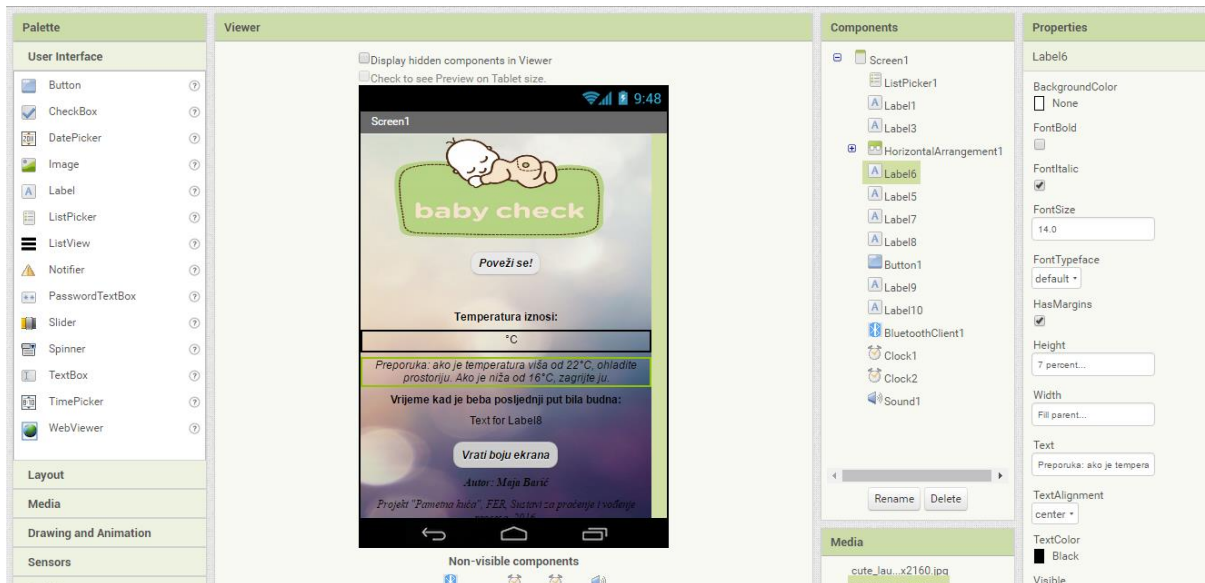 Palette
User Interface
Button
CheckBox
DatePicker
Image
Label
ListPicker
ListView
Notifier
PasswordTextBox
Slider
Spinner
TextBox
TimePicker
WebViewer
Layout
Media
Drawing and Animation
Sensors
Viewer
Display hidden components in Viewer
Check to see Preview on Tablet size.
9:48
Screen1
baby check
Poveži se!
Temperatura iznosi:
°C
Preporuka: ako je temperatura viša od 22°C, ohladite
prostoriju. Ako je niža od 16°C, zagrijte ju.
Vrijeme kad je beba posljednji put bila budna:
Text for Label8
Vrati boju ekrana
Autor: Maja Barić
Projekt "Pametna kuća", FER, Sustavi za praćenje i vođenje
procesa, 2016.
Non-visible components
Components
Screen1
ListPicker1
Label1
Label3
HorizontalArrangement1
Label6
Label5
Label7
Label8
Button1
Label9
Label10
BluetoothClient1
Clock1
Clock2
Sound1
Rename Delete
Media
cute_lau...x2160.jpg
Properties
Label6
BackgroundColor
None
FontBold
FontItalic
FontSize
14.0
FontTypeface
default
HasMargins
Height
7 percent...
Width
Fill parent...
Text
Preporuka: ako je tempera
TextAlignment
center
TextColor
Black
Visible